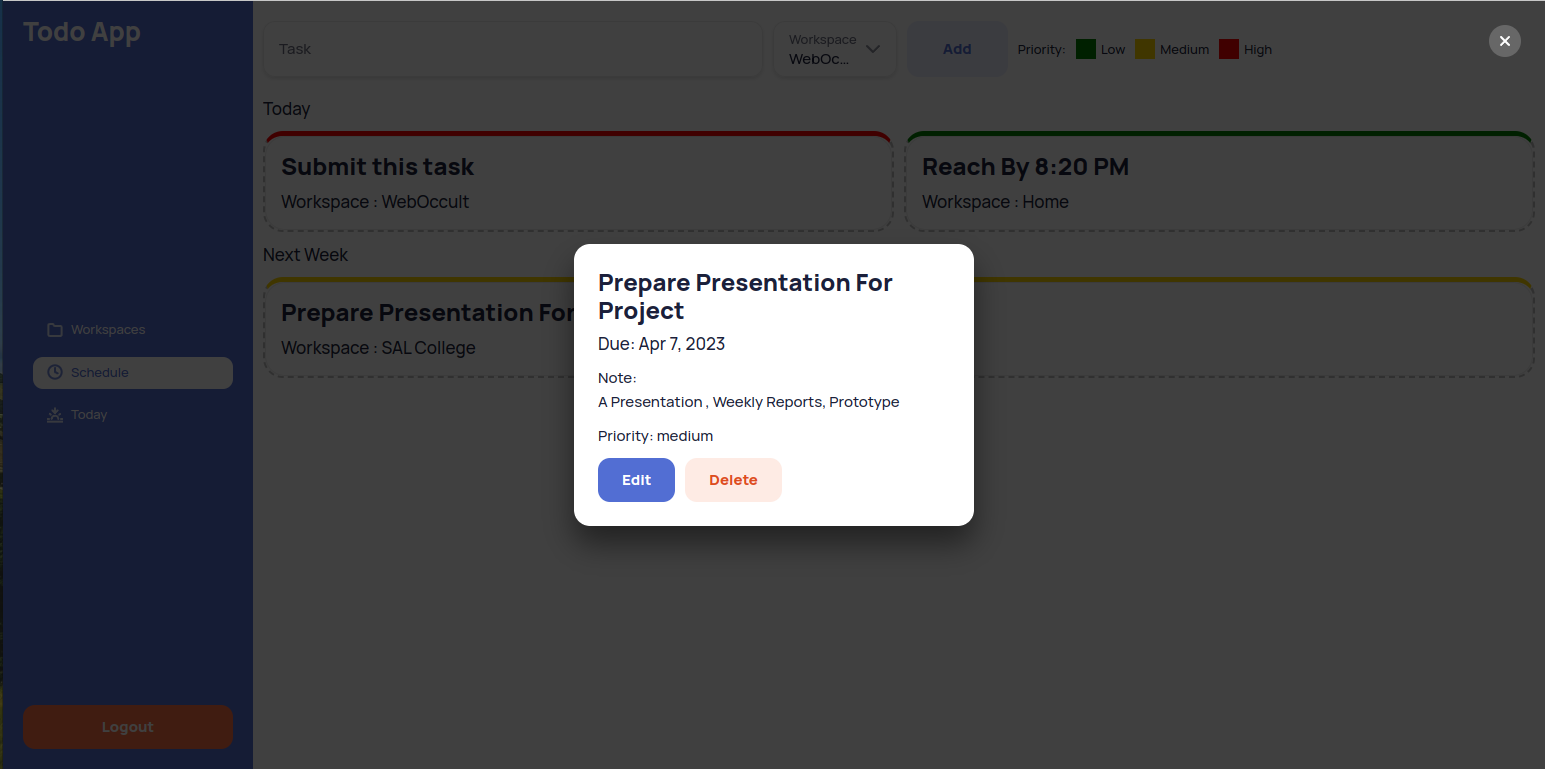 Todo App
Workspaces
Schedule
Today
Logout
Task
Workspace
WebOc...
Add
Priority: Low Medium High
Today
Submit this task
Workspace : WebOccult
Reach By 8:20 PM
Workspace : Home
Next Week
Prepare Presentation For
Workspace : SAL College
Prepare Presentation For
Project
Due: Apr 7, 2023
Note:
A Presentation , Weekly Reports, Prototype
Priority: medium
Edit
Delete